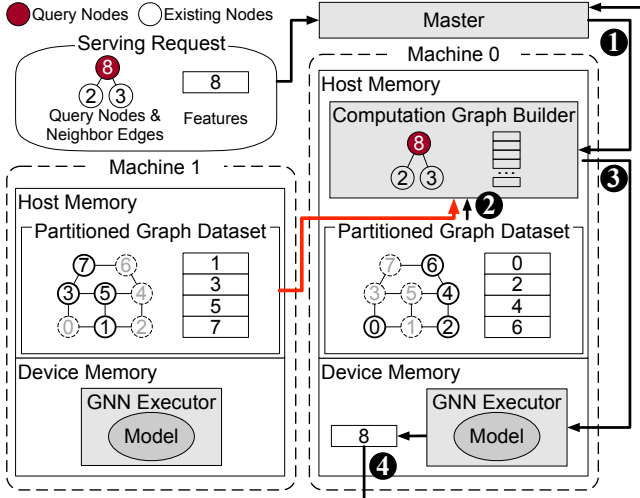 Query Nodes Existing Nodes
Serving Request
8
2 3
Query Nodes &
Neighbor Edges
8
Features
Master
1
Machine 0
Host Memory
Computation Graph Builder
8
2 3
...
3
2
Machine 1
Host Memory
Partitioned Graph Dataset
7 6
3 5 4
0 1 2
1
3
5
7
Device Memory
GNN Executor
Model
Partitioned Graph Dataset
7 6
3 5 4
0 1 2
0
2
4
6
Device Memory
GNN Executor
Model
8
4